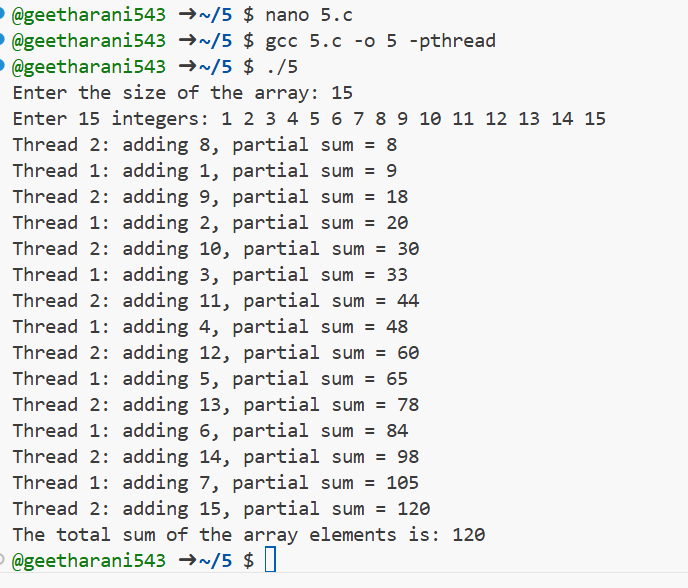 @geetharani543 ➜~/5 $ nano 5.c
@geetharani543 ➜~/5 $ gcc 5.c -o 5 -pthread
@geetharani543 ➜~/5 $ ./5
Enter the size of the array: 15
Enter 15 integers: 1 2 3 4 5 6 7 8 9 10 11 12 13 14 15
Thread 2: adding 8, partial sum = 8
Thread 1: adding 1, partial sum = 9
Thread 2: adding 9, partial sum = 18
Thread 1: adding 2, partial sum = 20
Thread 2: adding 10, partial sum = 30
Thread 1: adding 3, partial sum = 33
Thread 2: adding 11, partial sum = 44
Thread 1: adding 4, partial sum = 48
Thread 2: adding 12, partial sum = 60
Thread 1: adding 5, partial sum = 65
Thread 2: adding 13, partial sum = 78
Thread 1: adding 6, partial sum = 84
Thread 2: adding 14, partial sum = 98
Thread 1: adding 7, partial sum = 105
Thread 2: adding 15, partial sum = 120
The total sum of the array elements is: 120
@geetharani543 ➜~/5 $